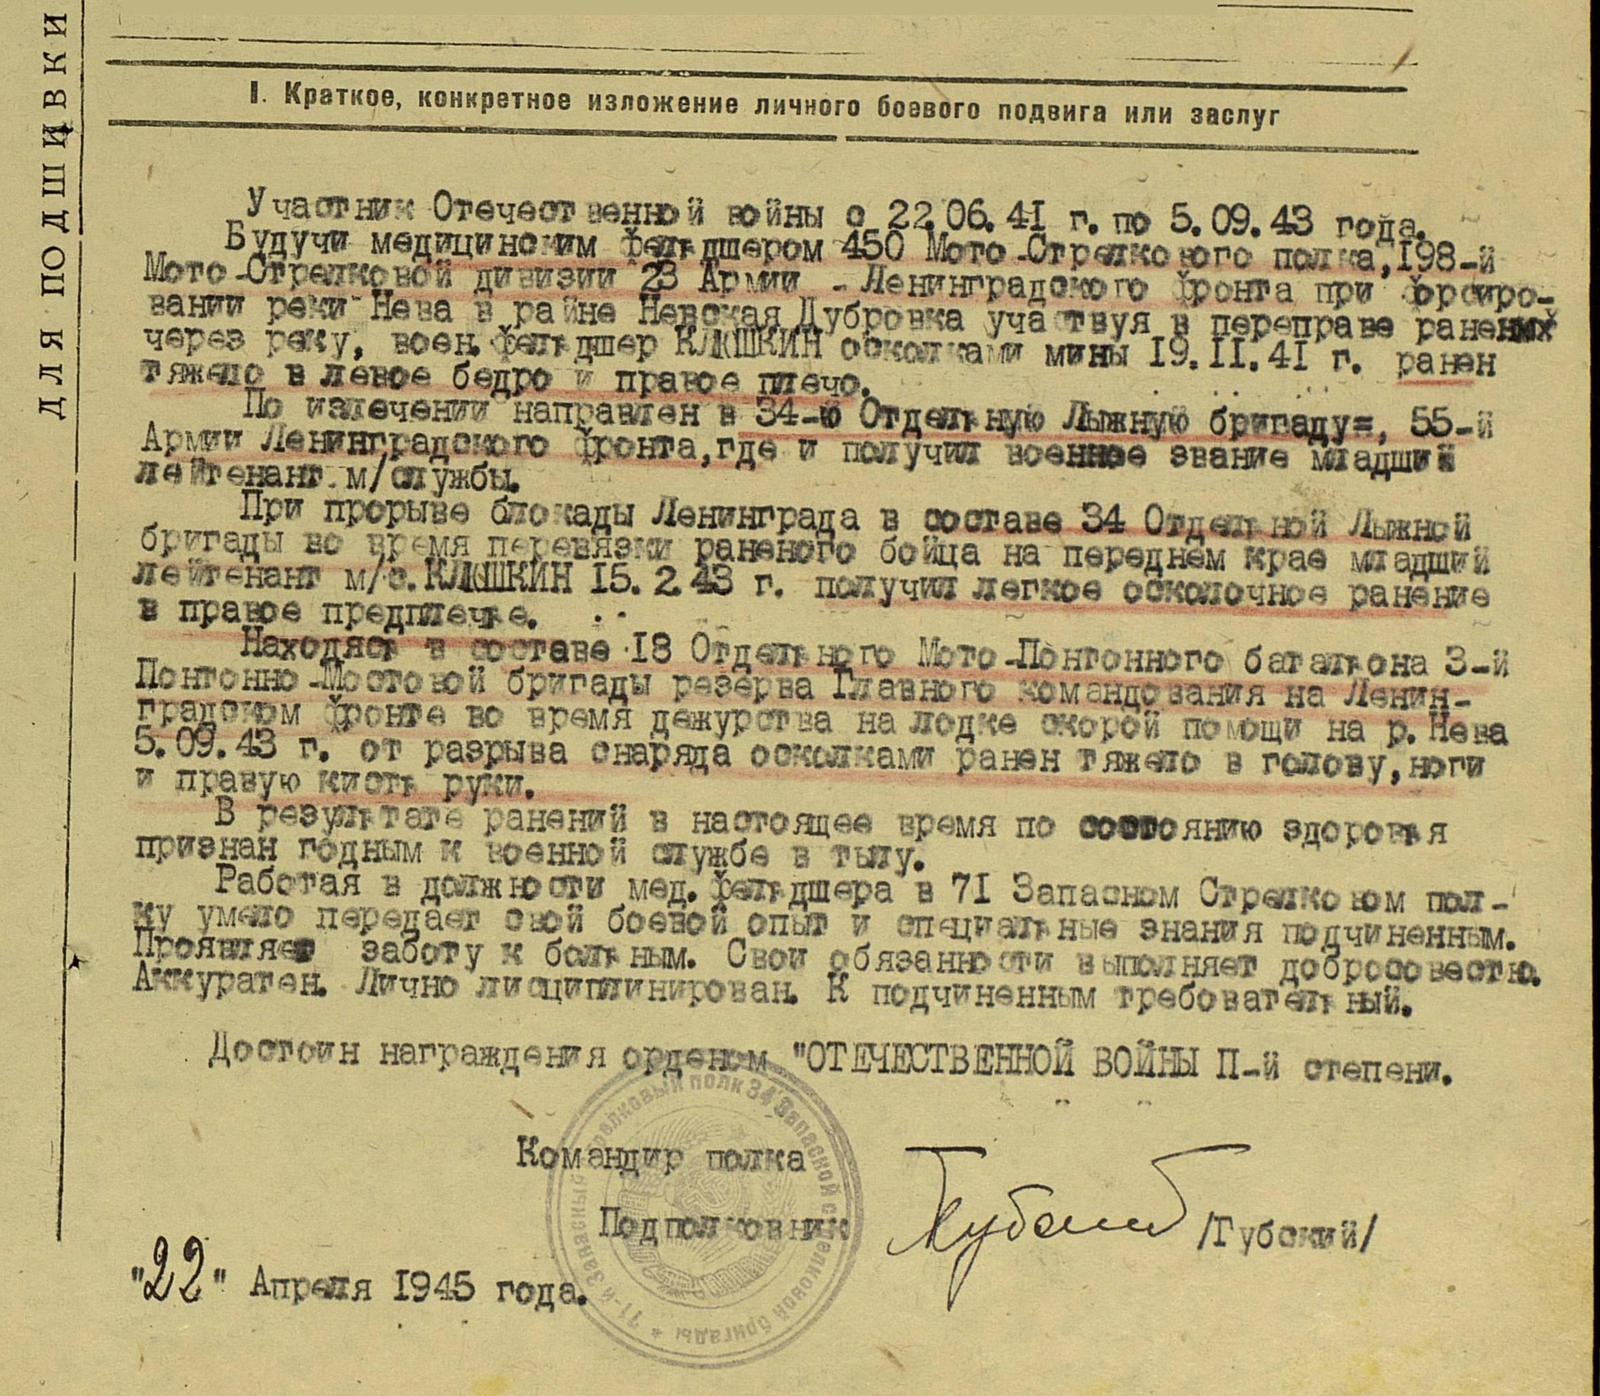 ДЛЯ ПОДШИВКИ
I. Краткое, конкретное изложение личного боевого подвига или заслуг
Участник Отечественной войны с 22.06.41 г. по 5.09.43 года.
Будучи медицинским фельдшером 450 Мото-Стрелкового полка, 198-й
Мото-Стрелковой дивизии 23 Армии - Ленинградского фронта при форсиро-
вании реки Нева в райне Невская Дубровка участвуя в переправе раненых
через реку, воен.фельдшер КЛЮШКИН осколками мины 19.11.41 г. ранен
тяжело в левое бедро и правое плечо.
По излечении направлен в 34-ю Отдельную Лыжную бригаду=, 55-й
Армии Ленинградского фронта, где и получил военное звание младший
лейтенант м/службы.
При прорыве блокады Ленинграда в составе 34 Отдельной Лыжной
бригады во время перевязки раненого бойца на переднем крае младший
лейтенант м/с.КЛЮШКИН 15.2.43 г. получил легкое осколочное ранение
в правое предплечье.
Находясь в составе 18 Отдельного Мото-Понтонного батальона 3-й
Понтонно-Мостовой бригады резерва Главного командования на Ленин-
градском фронте во время дежурства на лодке скорой помощи на р.Нева
5.09.43 г. от разрыва снаряда осколками ранен тяжело в голову, ноги
и правую кисть руки.
В результате ранений в настоящее время по состоянию здоровья
признан годным к военной службе в тылу.
Работая в должности мед.фельдшера в 71 Запасном Стрелковом пол-
ку умело передает свой боевой опыт и специальные знания подчиненным.
Проявляет заботу к больным. Свои обязанности выполняет добросовестно.
Аккуратен. Лично дисциплинирован. К подчиненным требовательный.
Достоин награждения орденом "ОТЕЧЕСТВЕННОЙ ВОЙНЫ П-й степени.
71-й Запасный стрелковый полк 34 Запасной стрелковой бригады *
Командир полка
Подполковник
Губский
/Губский/
"22" Апреля 1945 года.